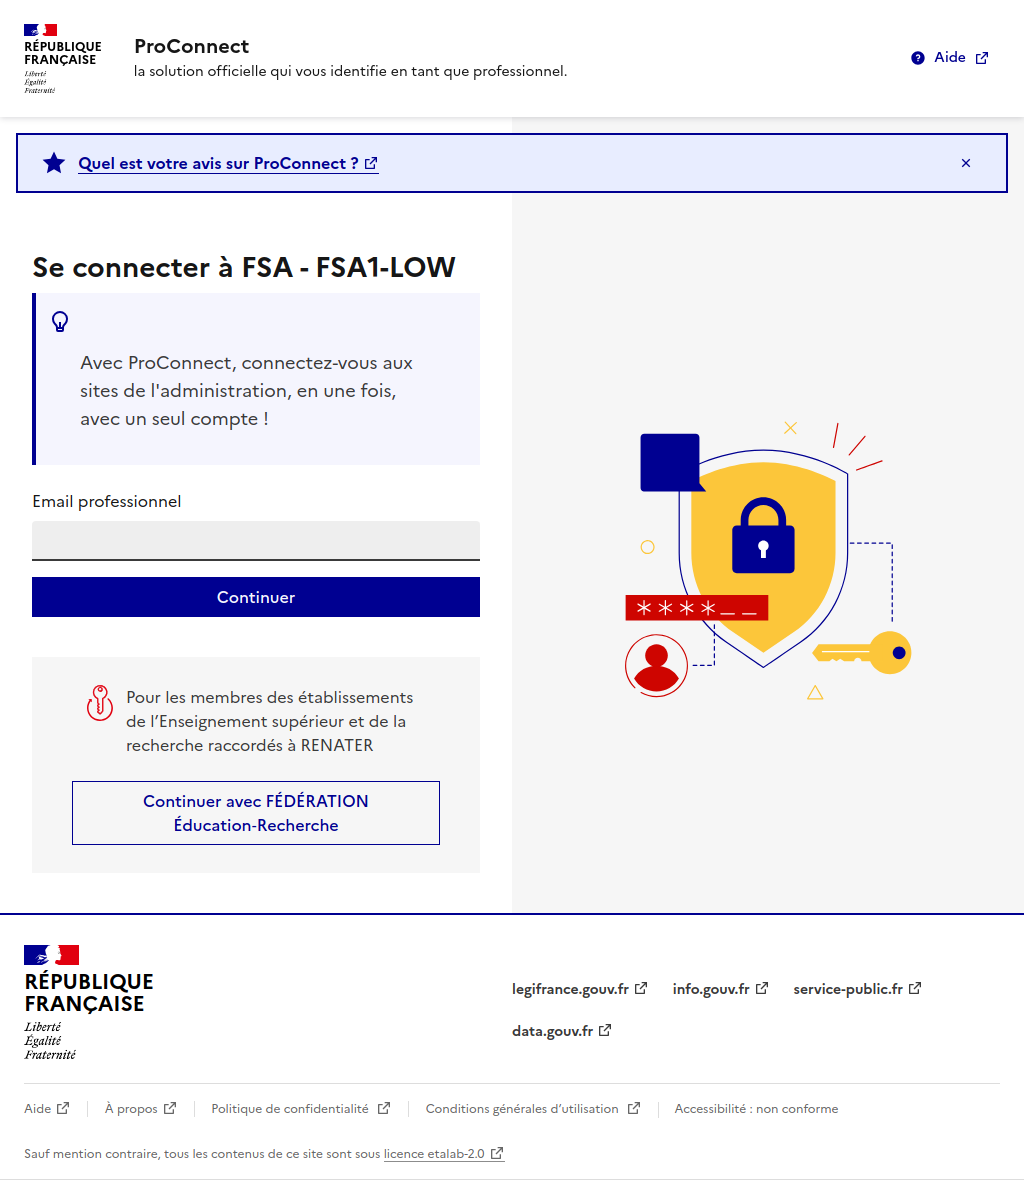 RÉPUBLIQUE
FRANÇAISE
Liberté
Égalité
Fraternité
ProConnect
la solution officielle qui vous identifie en tant que professionnel.
Aide
Quel est votre avis sur ProConnect ?
Se connecter à FSA - FSA1-LOW
Avec ProConnect, connectez-vous aux
sites de l'administration, en une fois,
avec un seul compte !
Email professionnel
Continuer
Pour les membres des établissements
de l’Enseignement supérieur et de la
recherche raccordés à RENATER
Continuer avec FÉDÉRATION
Éducation-Recherche
****__
RÉPUBLIQUE
FRANÇAISE
Liberté
Égalité
Fraternité
legifrance.gouv.fr info.gouv.fr service-public.fr
data.gouv.fr
Aide À propos Politique de confidentialité Conditions générales d’utilisation Accessibilité : non conforme
Sauf mention contraire, tous les contenus de ce site sont sous licence etalab-2.0